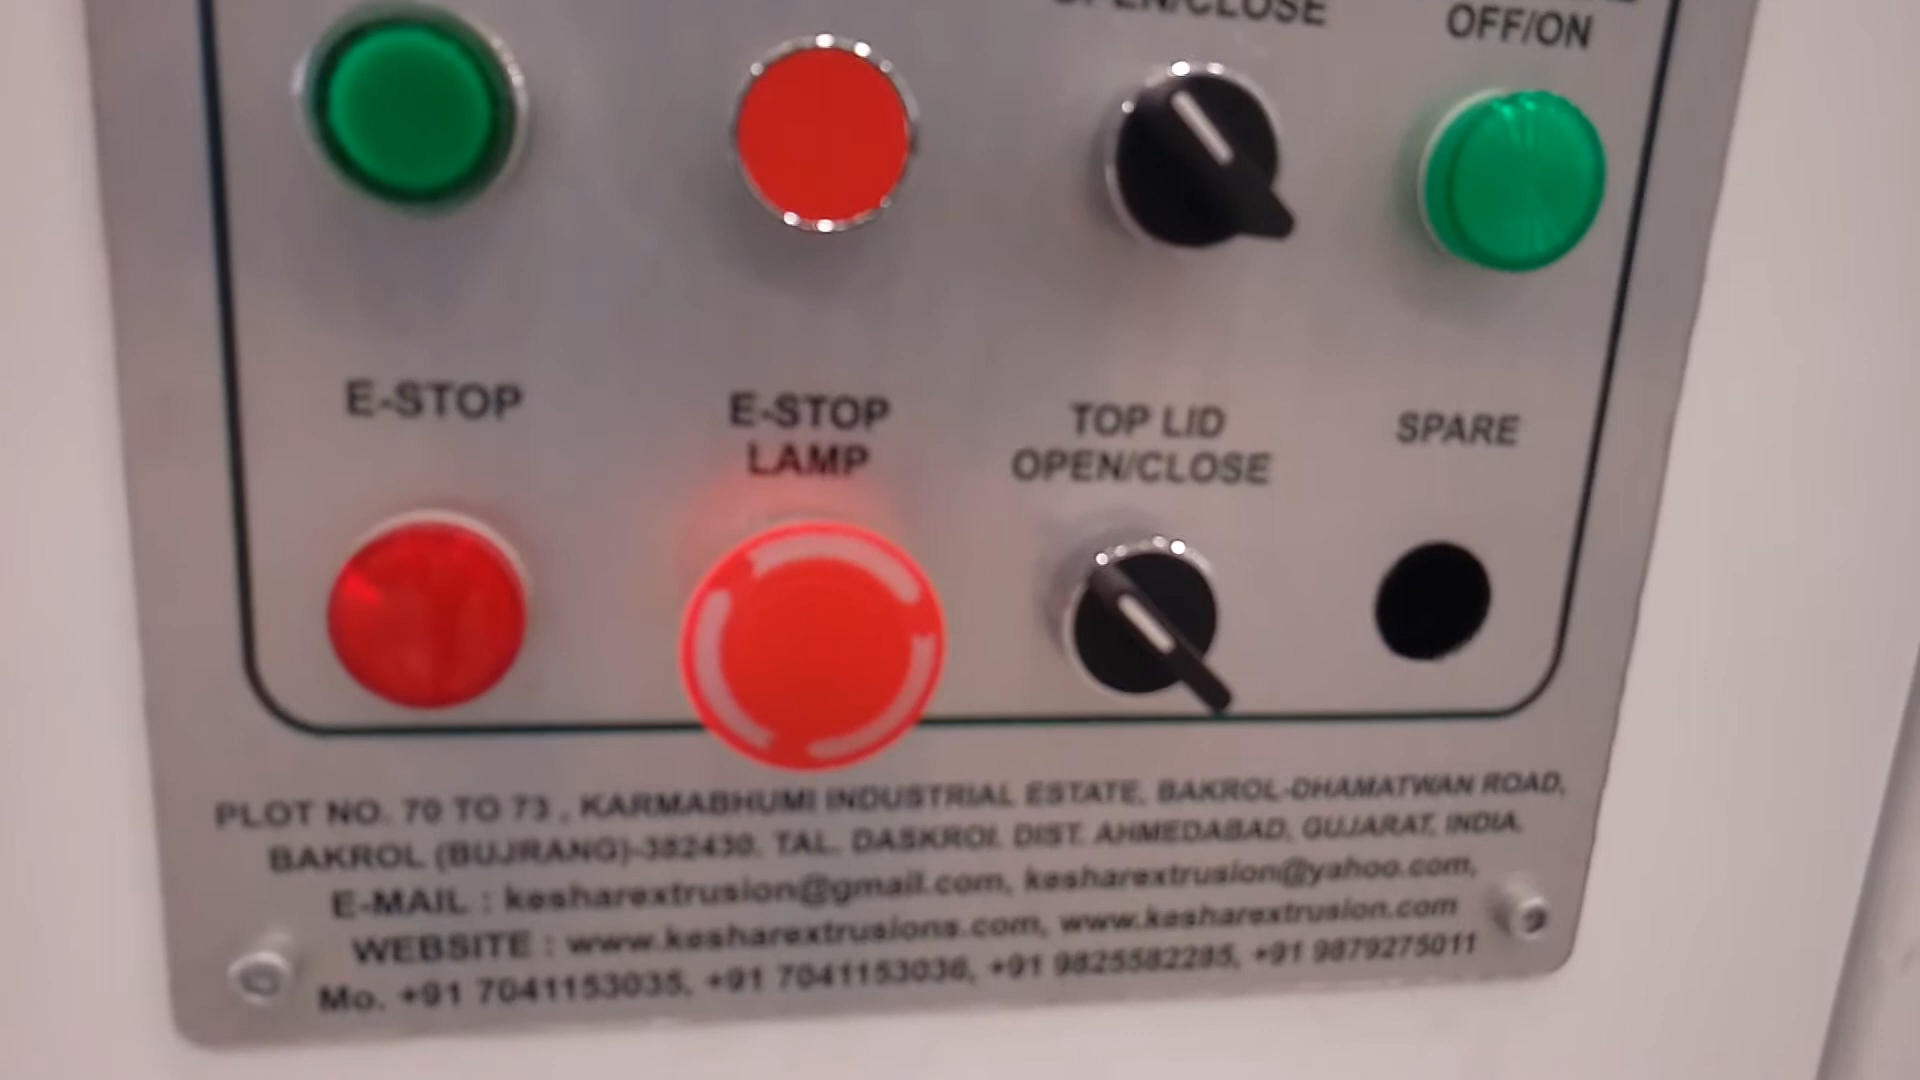 OPEN/CLOSE
OFF/ON
E-STOP
E-STOP
LAMP
TOP LID
OPEN/CLOSE
SPARE
PLOT NO. 70 TO 73 , KARMABHUMI INDUSTRIAL ESTATE, BAKROL-DHAMATWAN ROAD,
BAKROL (BUJRANG)-382430. TAL. DASKROI. DIST. AHMEDABAD, GUJARAT, INDIA.
E-MAIL : kesharextrusion@gmail.com, kesharextrusion@yahoo.com,
WEBSITE : www.kesharextrusions.com, www.kesharextrusion.com
Mo. +91 7041153035, +91 7041153036, +91 9825582285, +91 9879275011